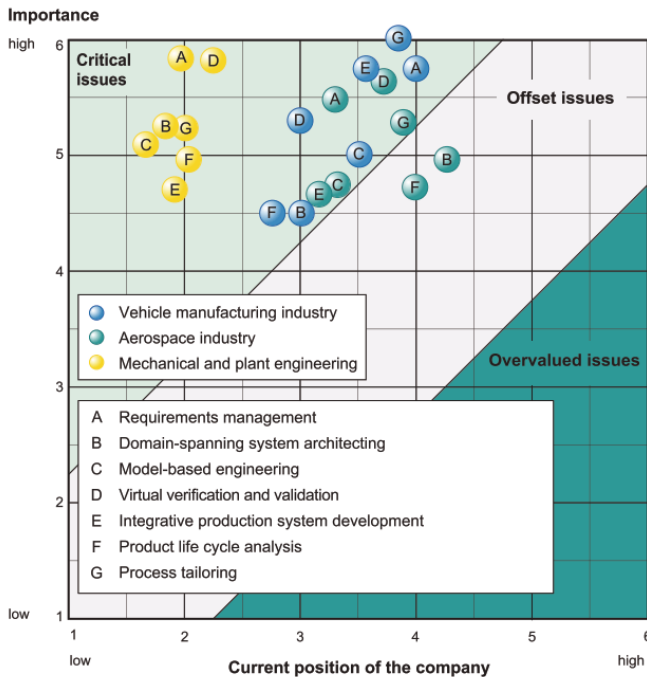 Importance
high
6
5
4
3
2
1
low
Critical
issues
Offset issues
Overvalued issues
G
A
D
E
A
D
A
D
G
B
G
C
C
B
F
F
E
C
E
F
B
Vehicle manufacturing industry
Aerospace industry
Mechanical and plant engineering
A Requirements management
B Domain-spanning system architecting
C Model-based engineering
D Virtual verification and validation
E Integrative production system development
F Product life cycle analysis
G Process tailoring
1 2 3 4 5 6
low high
Current position of the company